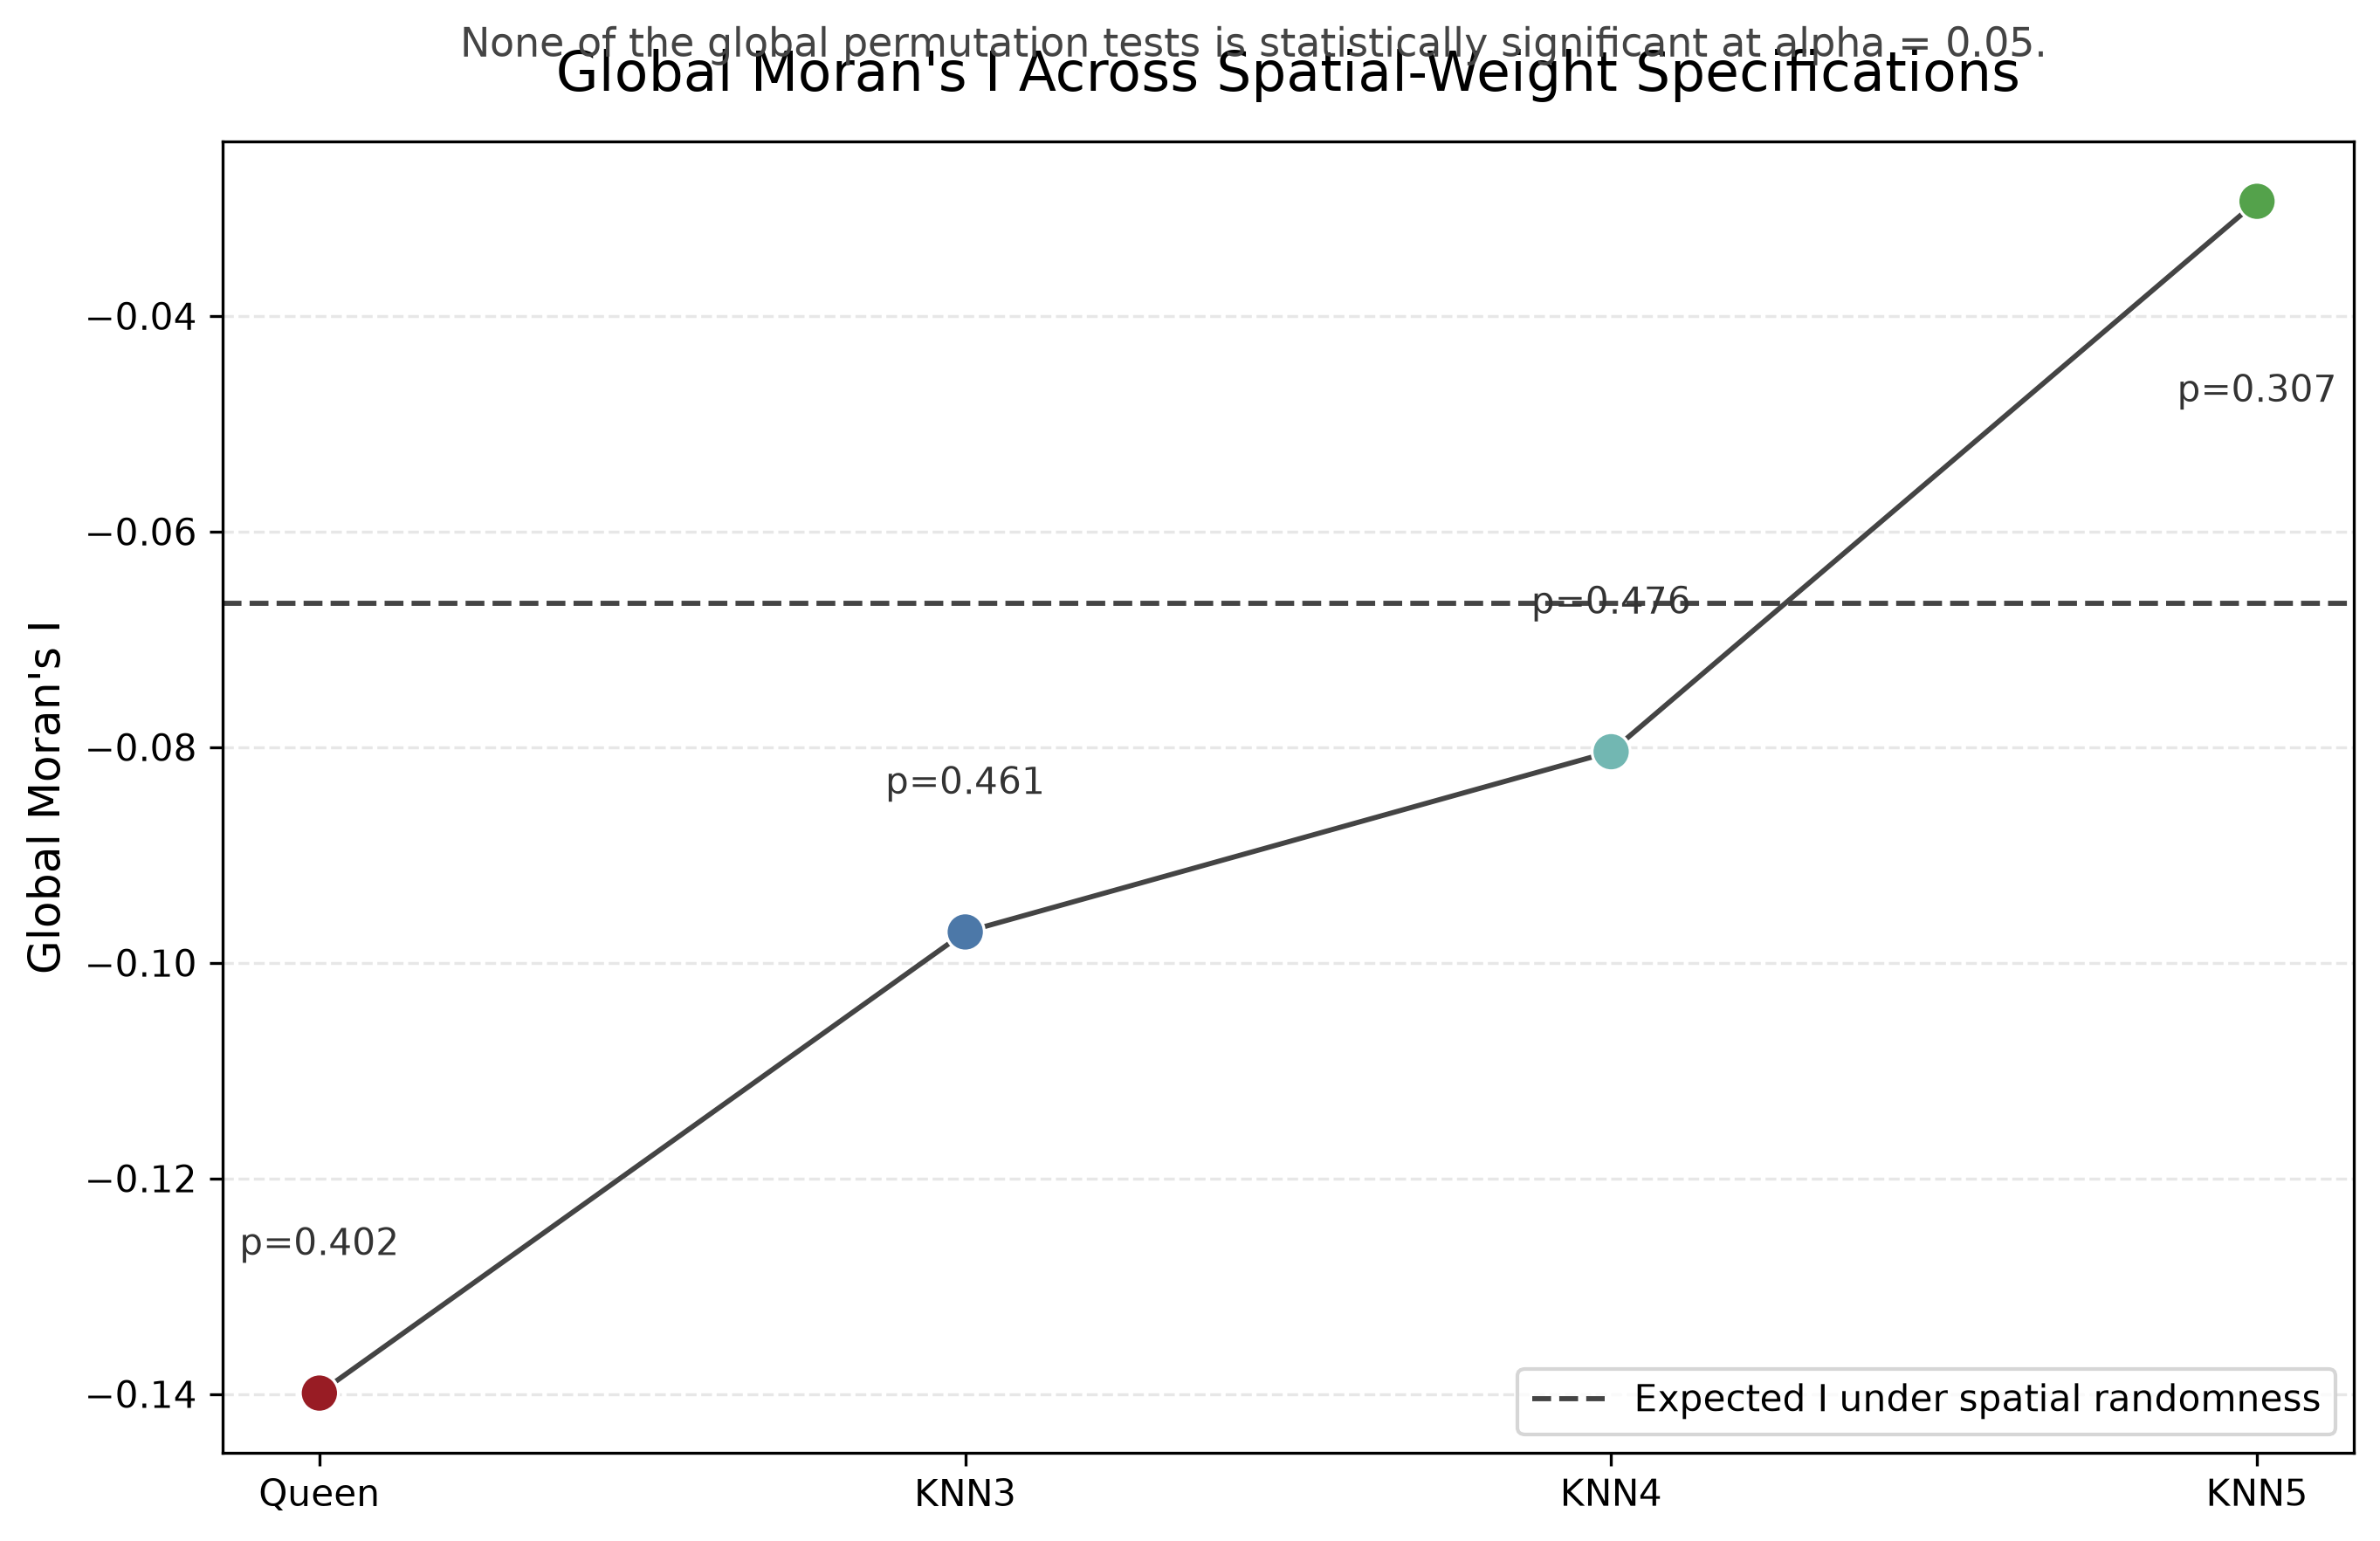 None of the global permutation tests is statistically significant at alpha = 0.05.
Global Moran's I Across Spatial-Weight Specifications
Global Moran's I
−0.04
−0.06
−0.08
−0.10
−0.12
−0.14
p=0.402
p=0.461
p=0.476
p=0.307
Expected I under spatial randomness
Queen
KNN3
KNN4
KNN5